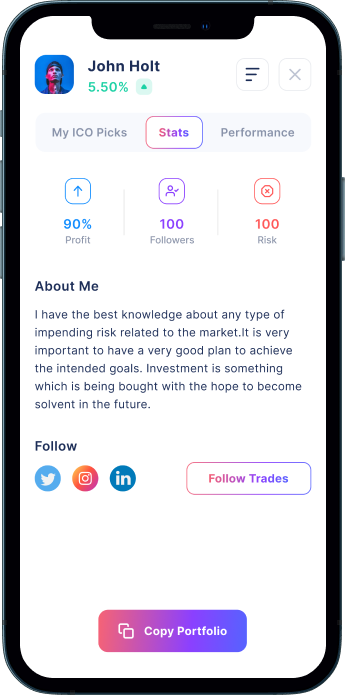 John Holt
5.50%
My ICO Picks Stats Performance
90% 100 100
Profit Followers Risk
About Me
I have the best knowledge about any type of
impending risk related to the market.It is very
important to have a very good plan to achieve
the intended goals. Investment is something
which is being bought with the hope to become
solvent in the future.
Follow
in
Follow Trades
Copy Portfolio